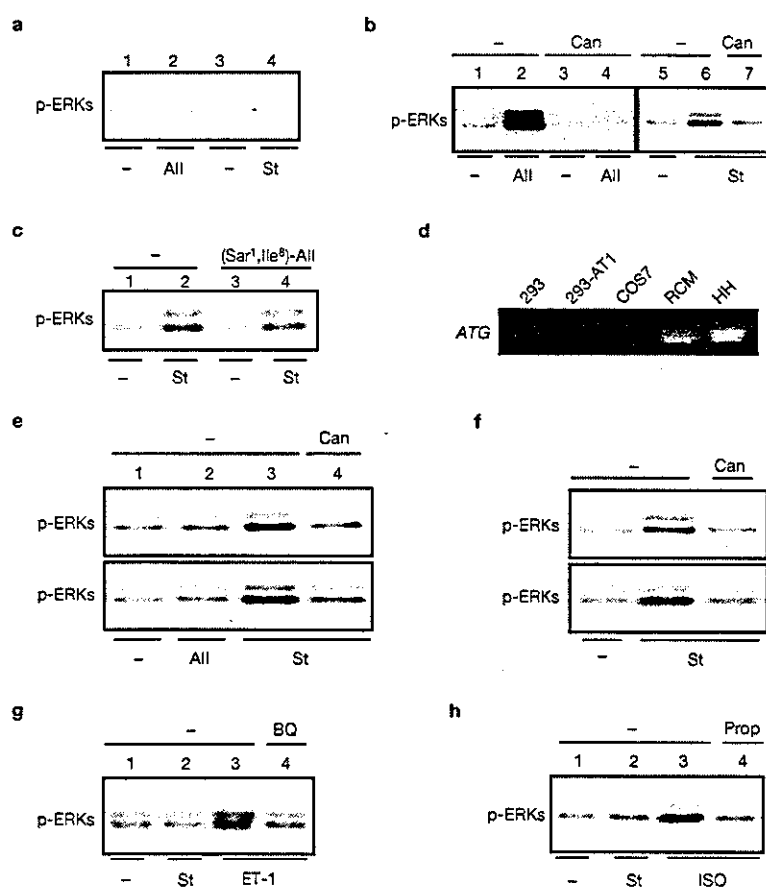 a
1 2 3 4
p-ERKs
– AII – St
b
– Can – Can
1 2 3 4 5 6 7
p-ERKs
– AII – AII – St
c
– (Sar¹,Ile⁸)-AII
1 2 3 4
p-ERKs
– St – St
d
293 293-AT1 COS7 RCM HH
ATG
e
– Can
1 2 3 4
p-ERKs
p-ERKs
– AII St
f
– Can
p-ERKs
p-ERKs
– St
g
– BQ
1 2 3 4
p-ERKs
– St ET-1
h
– Prop
1 2 3 4
p-ERKs
– St ISO